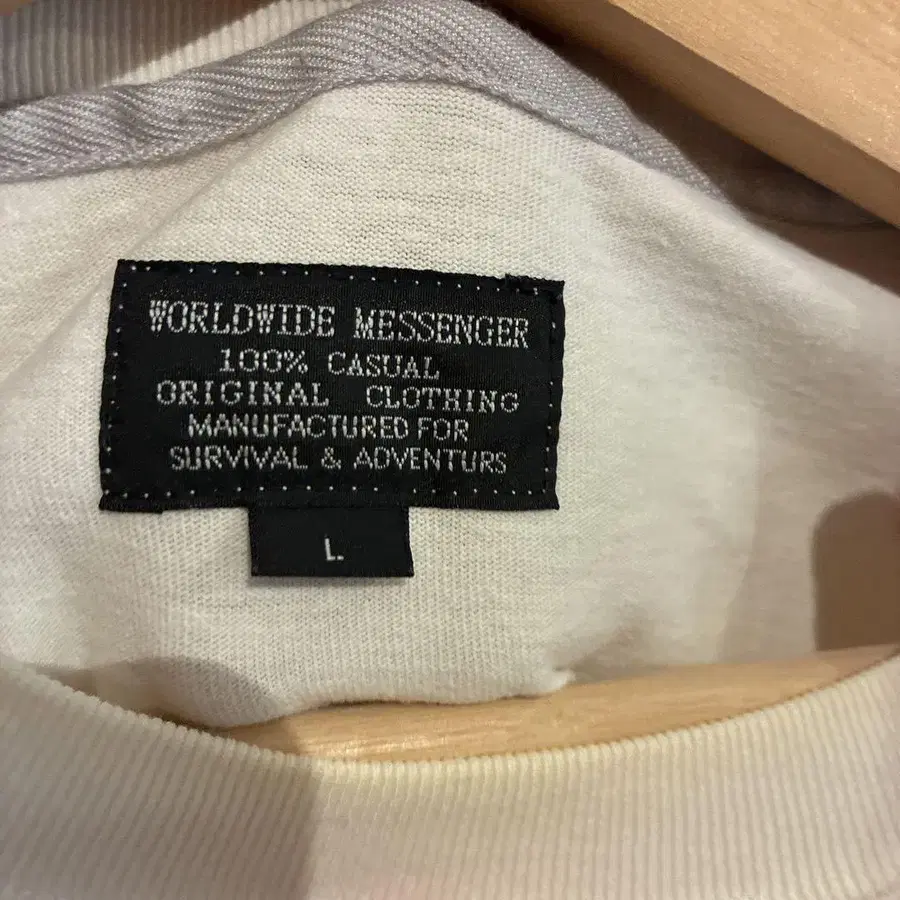 WORLDWIDE MESSENGER
100% CASUAL
ORIGINAL CLOTHING
MANUFACTURED FOR
SURVIVAL & ADVENTURS
L.